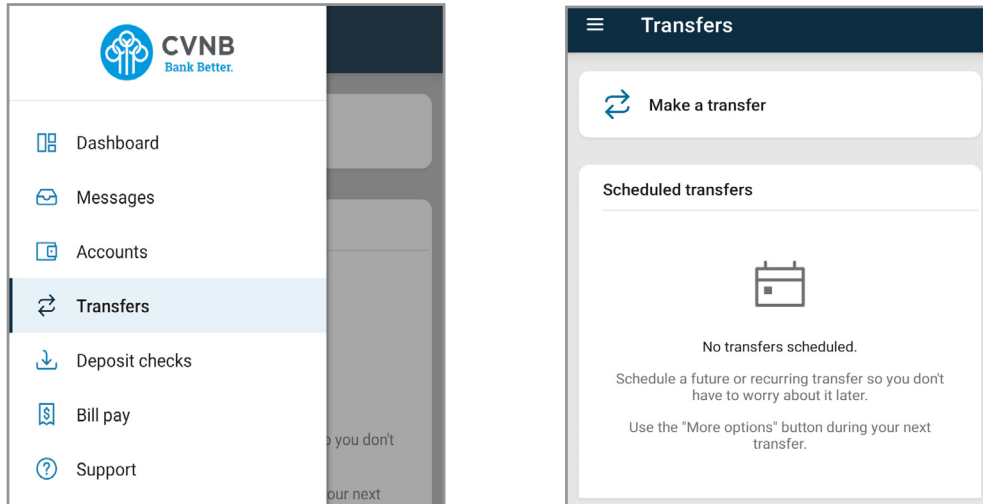 CVNB
Bank Better.
Dashboard
Messages
Accounts
Transfers
Deposit checks
Bill pay
Support
you don't
our next
Transfers
Make a transfer
Scheduled transfers
No transfers scheduled.
Schedule a future or recurring transfer so you don't
have to worry about it later.
Use the "More options" button during your next
transfer.